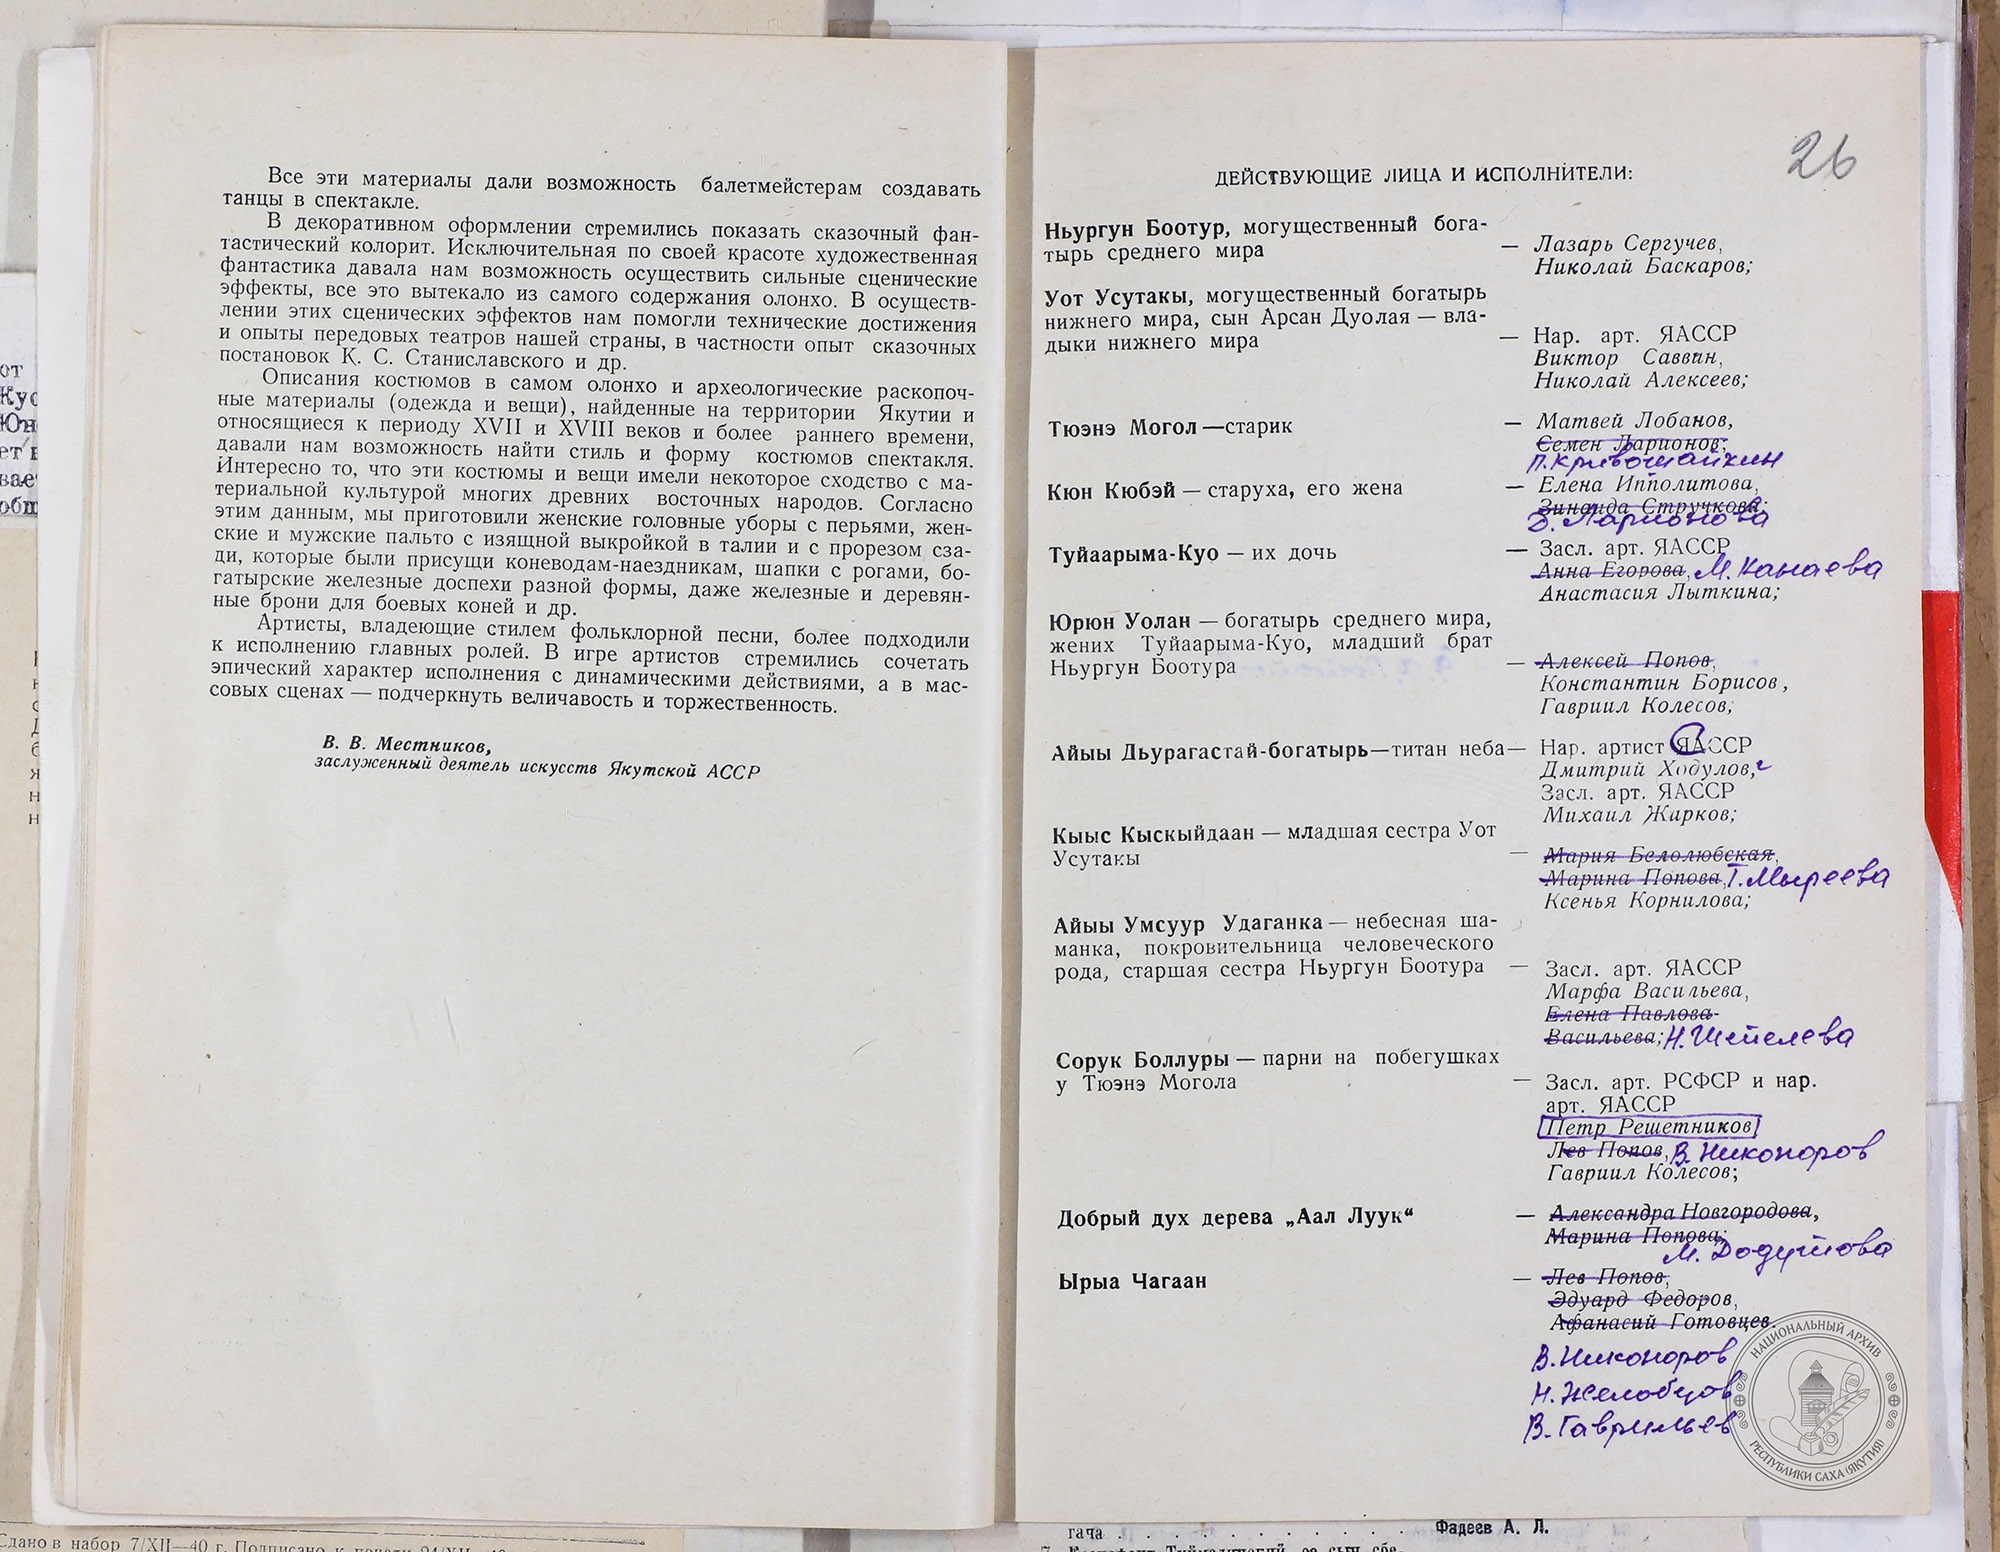 Все эти материалы дали возможность балетмейстерам создавать
танцы в спектакле.
В декоративном оформлении стремились показать сказочный фан-
тастический колорит. Исключительная по своей красоте художественная
фантастика давала нам возможность осуществить сильные сценические
эффекты, все это вытекало из самого содержания олонхо. В осуществ-
лении этих сценических эффектов нам помогли технические достижения
и опыты передовых театров нашей страны, в частности опыт сказочных
постановок К. С. Станиславского и др.
Описания костюмов в самом олонхо и археологические раскопоч-
ные материалы (одежда и вещи), найденные на территории Якутии и
относящиеся к периоду XVII и XVIII веков и более раннего времени,
давали нам возможность найти стиль и форму костюмов спектакля.
Интересно то, что эти костюмы и вещи имели некоторое сходство с ма-
териальной культурой многих древних восточных народов. Согласно
этим данным, мы приготовили женские головные уборы с перьями, жен-
ские и мужские пальто с изящной выкройкой в талии и с прорезом сза-
ди, которые были присущи коневодам-наездникам, шапки с рогами, бо-
гатырские железные доспехи разной формы, даже железные и деревян-
ные брони для боевых коней и др.
Артисты, владеющие стилем фольклорной песни, более подходили
к исполнению главных ролей. В игре артистов стремились сочетать
эпический характер исполнения с динамическими действиями, а в мас-
совых сценах — подчеркнуть величавость и торжественность.
В. В. Местников,
заслуженный деятель искусств Якутской АССР
26
ДЕЙСТВУЮЩИЕ ЛИЦА И ИСПОЛНИТЕЛИ:
Ньургун Боотур, могущественный бога-
тырь среднего мира
— Лазарь Сергучев,
Николай Баскаров;
Уот Усутакы, могущественный богатырь
нижнего мира, сын Арсан Дуолая — вла-
дыки нижнего мира
— Нар. арт. ЯАССР
Виктор Саввин,
Николай Алексеев;
Тюэнэ Могол —старик
— Матвей Лобанов,
Семен Ларионов;
П. Кривошапкин
Кюн Кюбэй — старуха, его жена
— Елена Ипполитова,
Зинаида Стручкова;
З. Ларионова
Туйаарыма-Куо — их дочь
— Засл. арт. ЯАССР
Анна Егорова, М. Канаева
Анастасия Лыткина;
Юрюн Уолан — богатырь среднего мира,
жених Туйаарыма-Куо, младший брат
Ньургун Боотура
— Алексей Попов,
Константин Борисов,
Гавриил Колесов;
Айыы Дьурагастай-богатырь—титан неба— Нар. артист ЯАССР
Дмитрий Ходулов,
Засл. арт. ЯАССР
Михаил Жарков;
Кыыс Кыскыйдаан — младшая сестра Уот
Усутакы
— Мария Белолюбская,
Марина Попова, Т. Мыреева
Ксенья Корнилова;
Айыы Умсуур Удаганка — небесная ша-
манка, покровительница человеческого
рода, старшая сестра Ньургун Боотура
— Засл. арт. ЯАССР
Марфа Васильева,
Елена Павлова-
Васильева; Н. Шепелева
Сорук Боллуры — парни на побегушках
у Тюэнэ Могола
— Засл. арт. РСФСР и нар.
арт. ЯАССР
Петр Решетников
Лев Попов, В. Никоноров
Гавриил Колесов;
Добрый дух дерева „Аал Луук“
— Александра Новгородова,
Марина Попова;
М. Додутова
Ырыа Чагаан
— Лев Попов,
Эдуард Федоров,
Афанасий Готовцев.
В. Никоноров
Н. Желобцов
В. Гаврильев
НАЦИОНАЛЬНЫЙ АРХИВ
РЕСПУБЛИКИ САХА (ЯКУТИЯ)
Сдано в набор 7/XII—40 г.
гача . . . . . . . . . . . Фадеев А. Л.